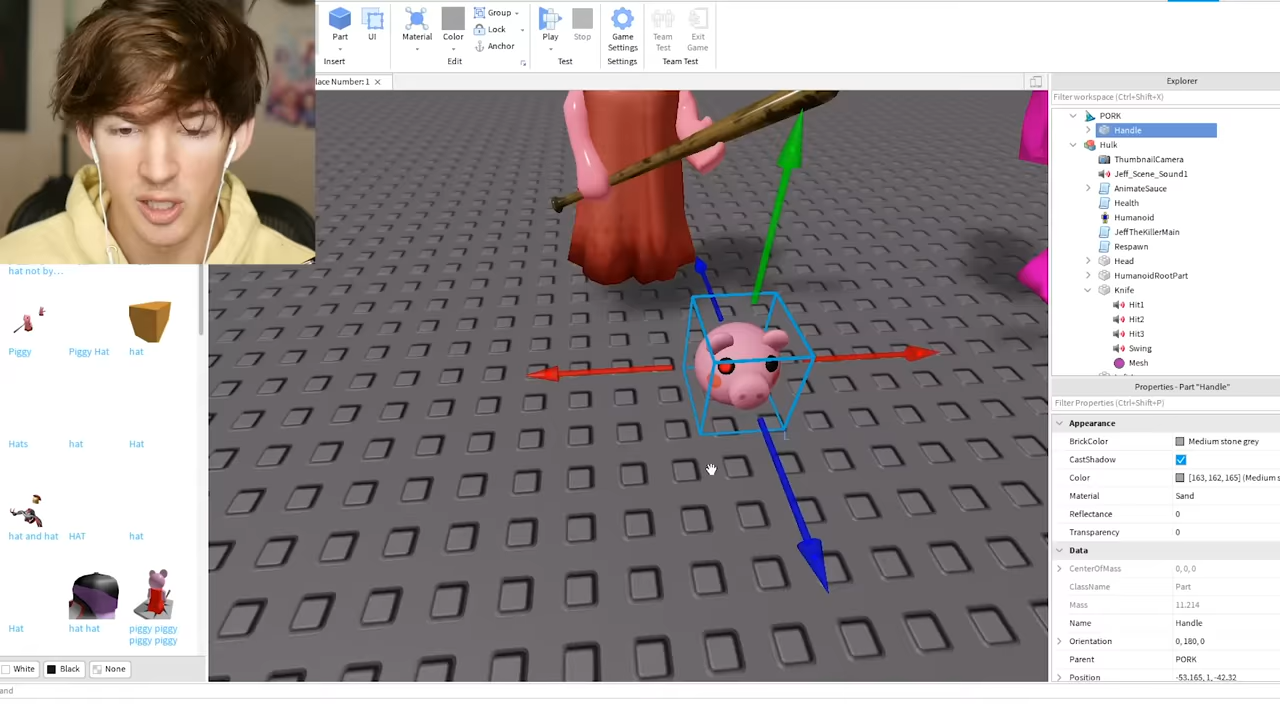 Part
UI
Insert
Material
Color
Group
Lock
Anchor
Edit
Play
Stop
Test
Game
Settings
Settings
Team
Test
Exit
Game
Team Test
lace Number: 1
hat not by…
Piggy
Piggy Hat
hat
Hats
hat
Hat
hat and hat
HAT
hat
Hat
hat hat
piggy piggy
piggy piggy
White
Black
None
and
Explorer
Filter workspace (Ctrl+Shift+X)
PORK
Handle
Hulk
ThumbnailCamera
Jeff_Scene_Sound1
AnimateSauce
Health
Humanoid
JeffTheKillerMain
Respawn
Head
HumanoidRootPart
Knife
Hit1
Hit2
Hit3
Swing
Mesh
Properties - Part "Handle"
Filter Properties (Ctrl+Shift+P)
Appearance
BrickColor Medium stone grey
CastShadow
Color [163, 162, 165] (Medium s
Material Sand
Reflectance 0
Transparency 0
Data
CenterOfMass 0, 0, 0
ClassName Part
Mass 11.214
Name Handle
Orientation 0, 180, 0
Parent PORK
Position -53.165, 1, -42.32